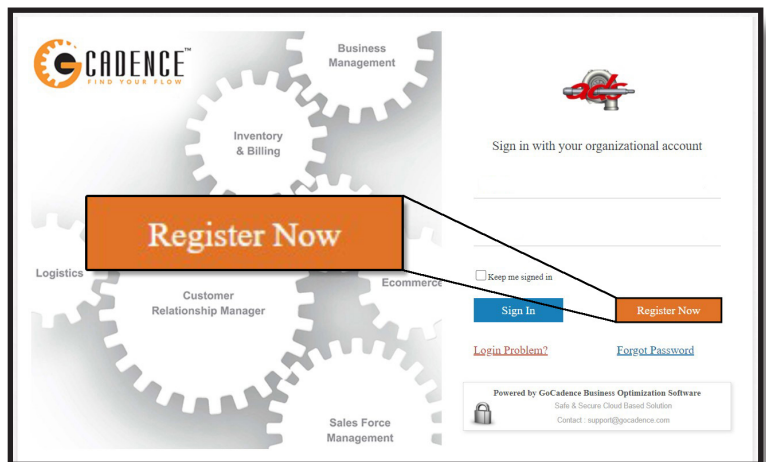 GCADENCE™
FIND YOUR FLOW
Business
Management
Inventory
& Billing
Register Now
Logistics
Customer
Relationship Manager
Ecommerce
Sales Force
Management
ads
Sign in with your organizational account
Keep me signed in
Sign In
Register Now
Login Problem?
Forgot Password
Powered by GoCadence Business Optimization Software
Safe & Secure Cloud Based Solution
Contact : support@gocadence.com